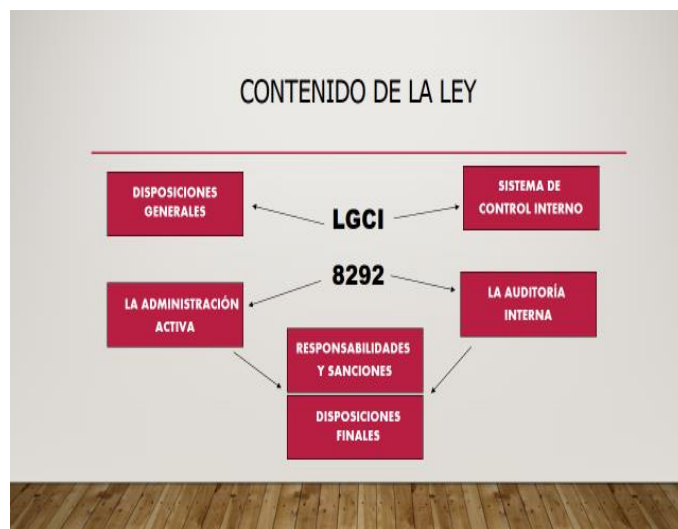 CONTENIDO DE LA LEY
DISPOSICIONES
GENERALES
SISTEMA DE
CONTROL INTERNO
LGCI
8292
LA ADMINISTRACIÓN
ACTIVA
LA AUDITORÍA
INTERNA
RESPONSABILIDADES
Y SANCIONES
DISPOSICIONES
FINALES